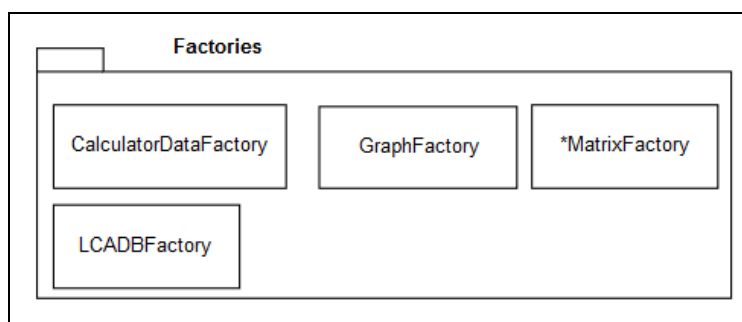 Factories
CalculatorDataFactory
GraphFactory
*MatrixFactory
LCADBFactory